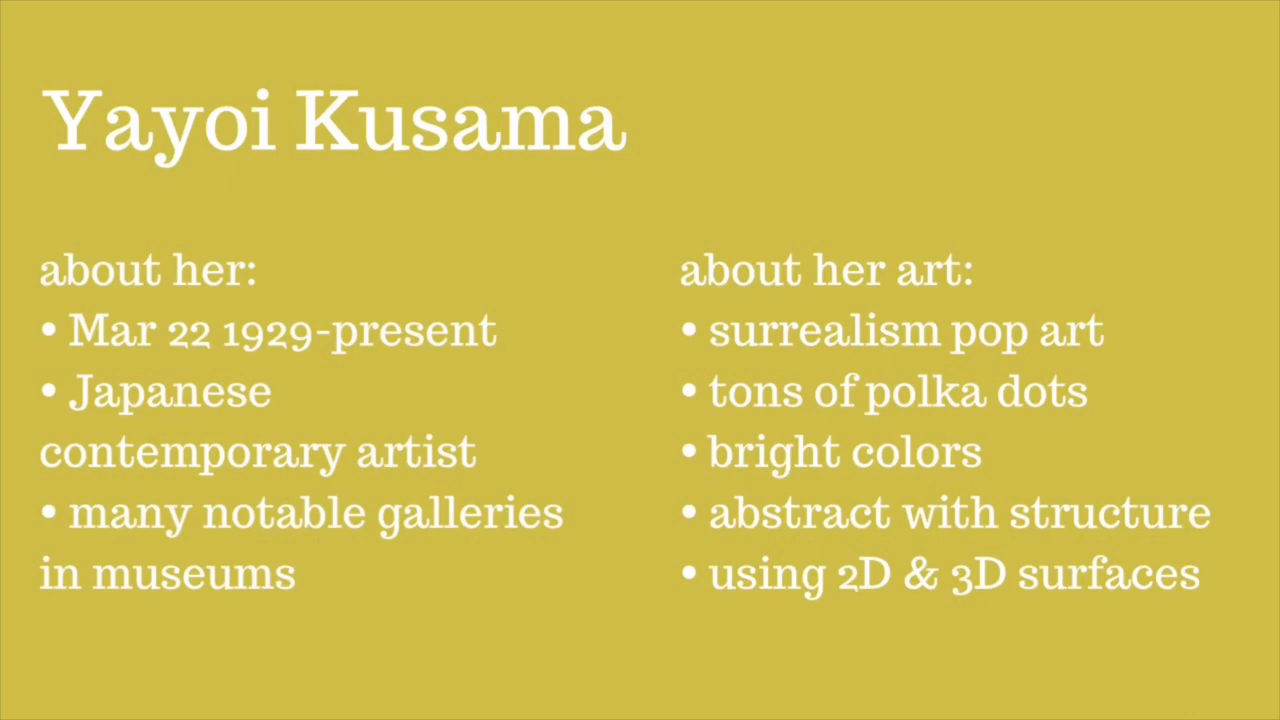 Yayoi Kusama
about her:
• Mar 22 1929-present
• Japanese
contemporary artist
• many notable galleries
in museums
about her art:
• surrealism pop art
• tons of polka dots
• bright colors
• abstract with structure
• using 2D & 3D surfaces